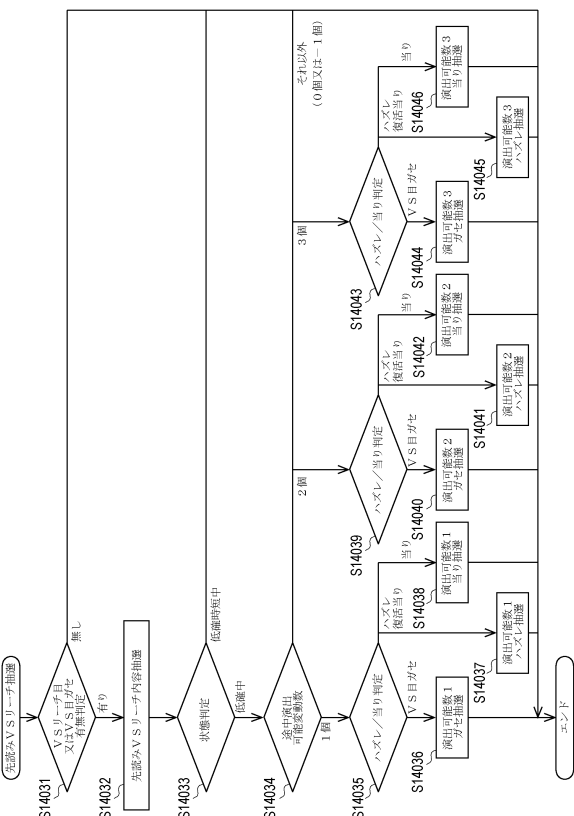 先読みVSリーチ抽選
S14031
VSリーチ目
又はVS目ガセ
有無判定
無し
有り
S14032
先読みVSリーチ内容抽選
S14033
状態判定
低確時短中
低確中
S14034
途中演出
可能変動数
それ以外
(0個又は−1個)
1個
2個
3個
S14035
ハズレ/当り判定
VS目ガセ
ハズレ
復活当り
当り
S14036
演出可能数1
ガセ抽選
S14037
演出可能数1
ハズレ抽選
S14038
演出可能数1
当り抽選
S14039
ハズレ/当り判定
VS目ガセ
ハズレ
復活当り
当り
S14040
演出可能数2
ガセ抽選
S14041
演出可能数2
ハズレ抽選
S14042
演出可能数2
当り抽選
S14043
ハズレ/当り判定
VS目ガセ
ハズレ
復活当り
当り
S14044
演出可能数3
ガセ抽選
S14045
演出可能数3
ハズレ抽選
S14046
演出可能数3
当り抽選
エンド